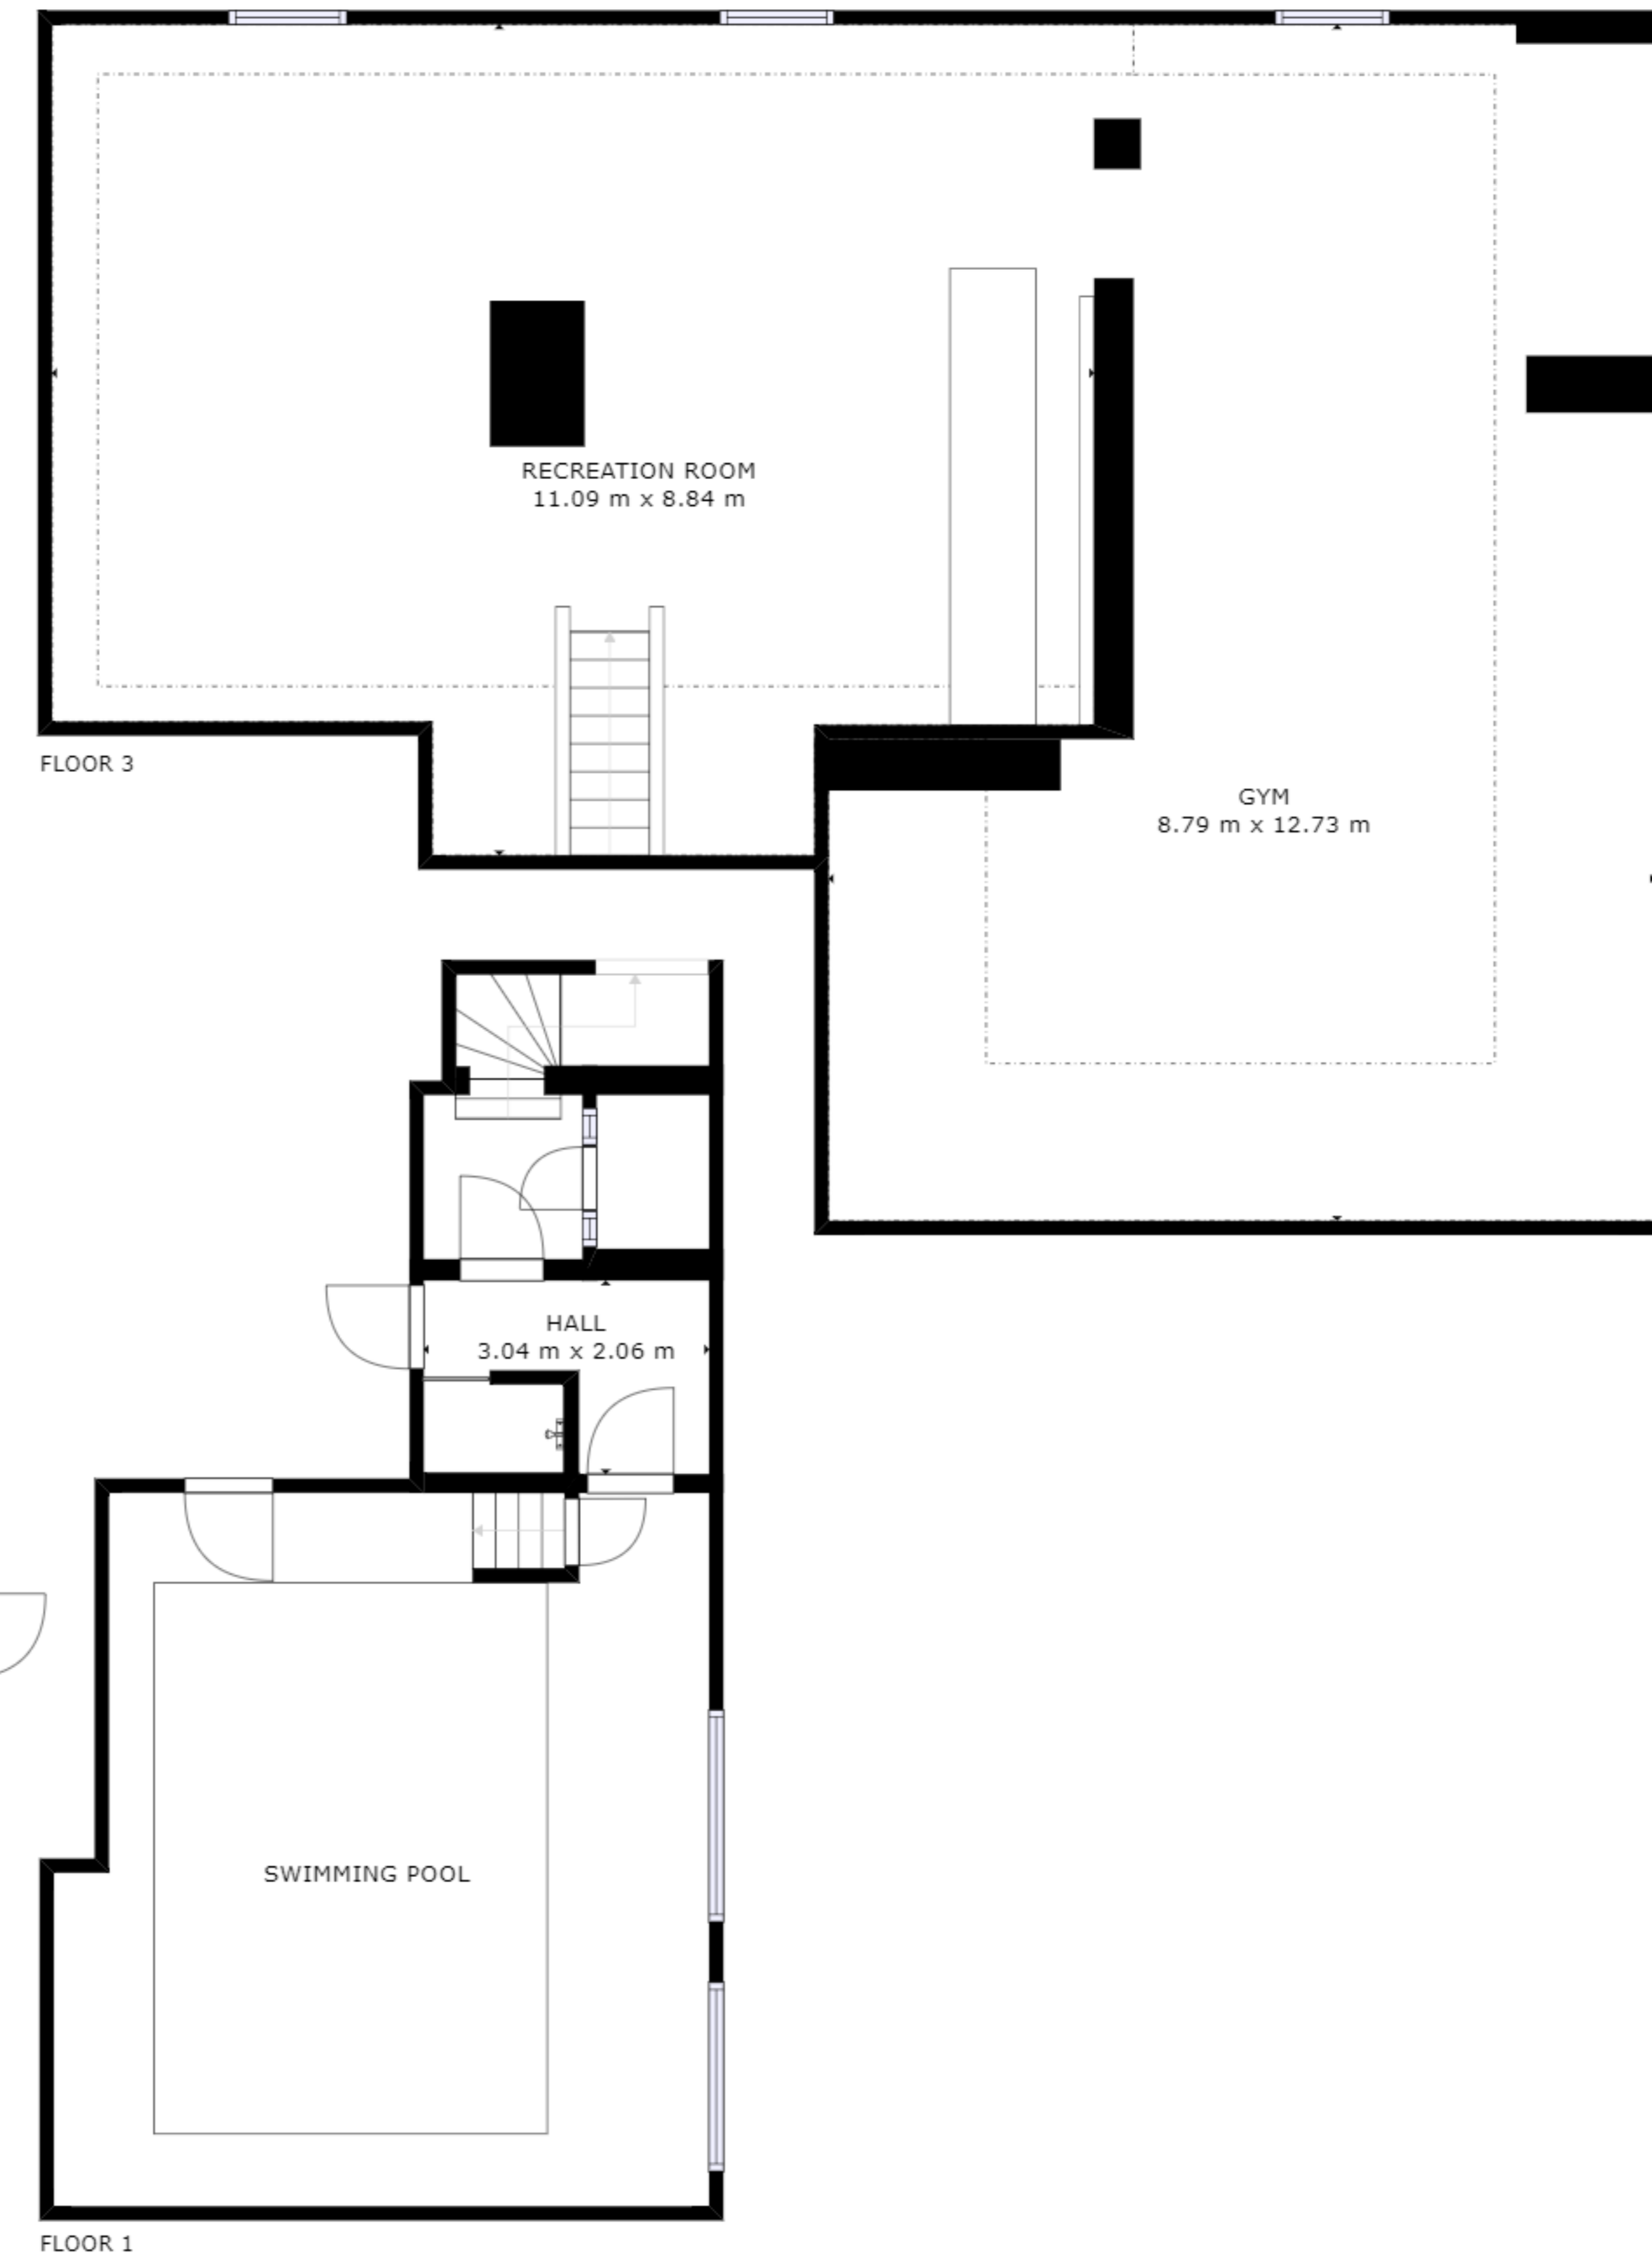 RECREATION ROOM
11.09 m x 8.84 m
FLOOR 3
GYM
8.79 m x 12.73 m
HALL
3.04 m x 2.06 m
SWIMMING POOL
FLOOR 1